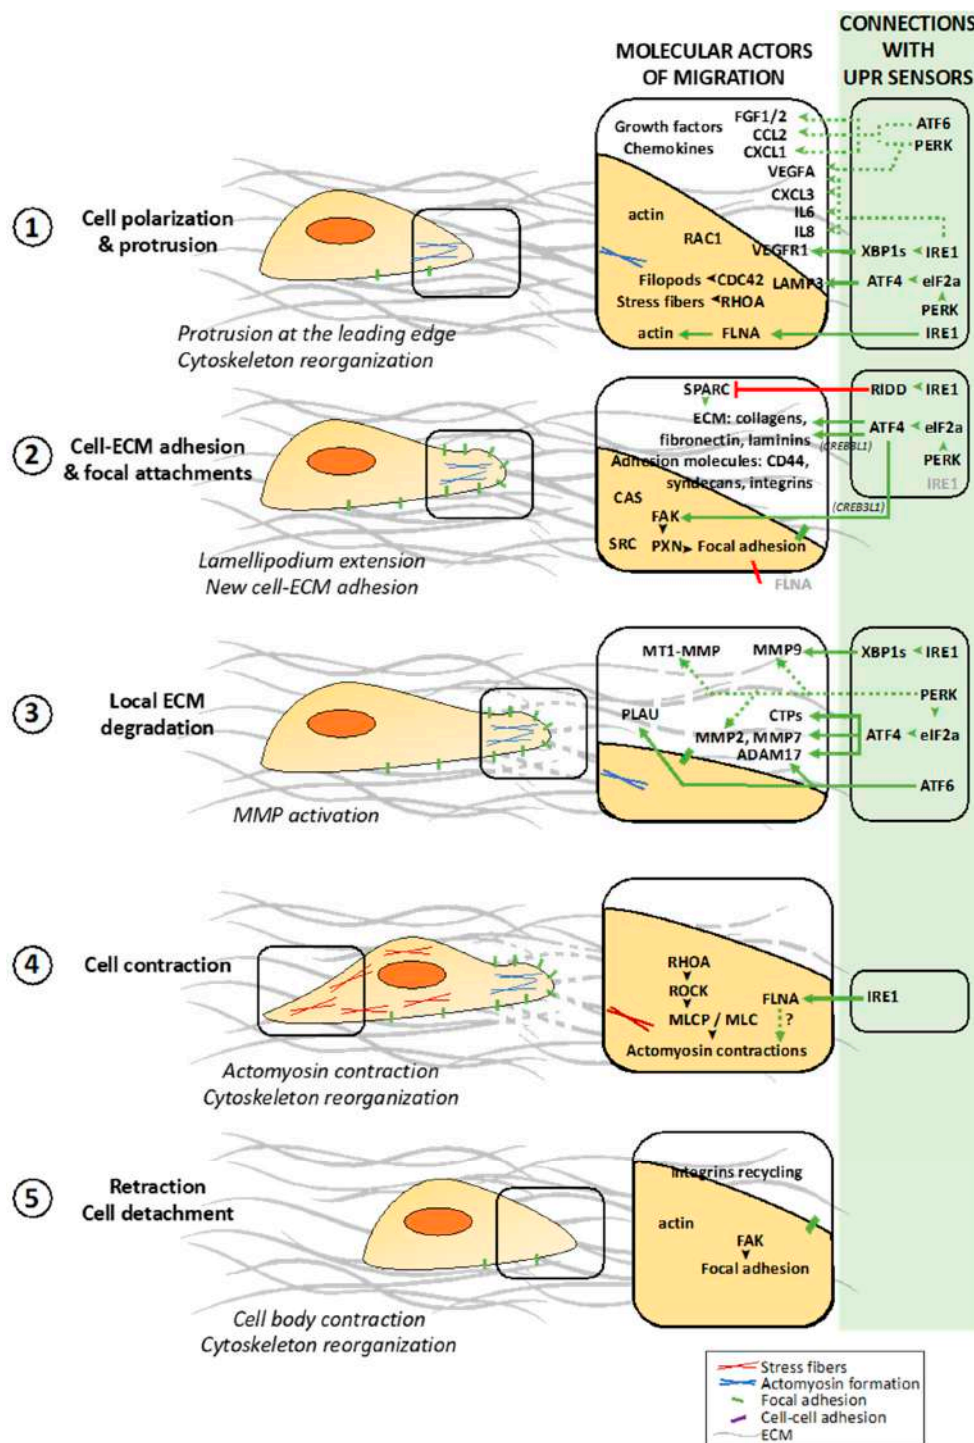 MOLECULAR ACTORS
OF MIGRATION
CONNECTIONS
WITH
UPR SENSORS
1
Cell polarization
& protrusion
Protrusion at the leading edge
Cytoskeleton reorganization
Growth factors
Chemokines
FGF1/2
CCL2
CXCL1
VEGFA
CXCL3
IL6
IL8
VEGFR1
LAMP3
actin
RAC1
Filopods CDC42
Stress fibers RHOA
actin FLNA
ATF6
PERK
XBP1s IRE1
ATF4 eIF2a
PERK
IRE1
2
Cell-ECM adhesion
& focal attachments
Lamellipodium extension
New cell-ECM adhesion
SPARC
ECM: collagens,
fibronectin, laminins
Adhesion molecules: CD44,
syndecans, integrins
CAS
FAK
SRC PXN Focal adhesion
FLNA
(CREB3L1)
(CREB3L1)
RIDD IRE1
ATF4 eIF2a
PERK
IRE1
3
Local ECM
degradation
MMP activation
MT1-MMP MMP9
PLAU
CTPs
MMP2, MMP7
ADAM17
XBP1s IRE1
PERK
ATF4 eIF2a
ATF6
4
Cell contraction
Actomyosin contraction
Cytoskeleton reorganization
RHOA
ROCK
MLCP / MLC
FLNA
?
Actomyosin contractions
IRE1
5
Retraction
Cell detachment
Cell body contraction
Cytoskeleton reorganization
Integrins recycling
actin
FAK
Focal adhesion
Stress fibers
Actomyosin formation
Focal adhesion
Cell-cell adhesion
ECM